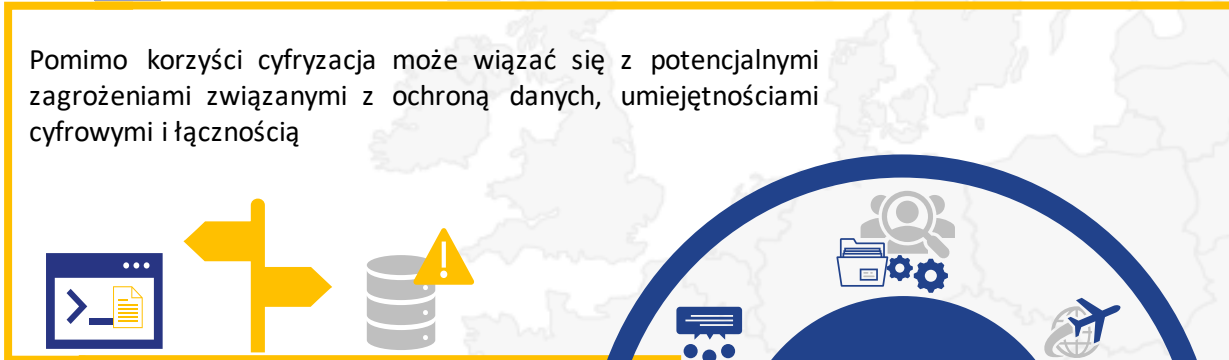 Pomimo korzyści cyfryzacja może wiązać się z potencjalnymi
zagrożeniami związanymi z ochroną danych, umiejętnościami
cyfrowymi i łącznością